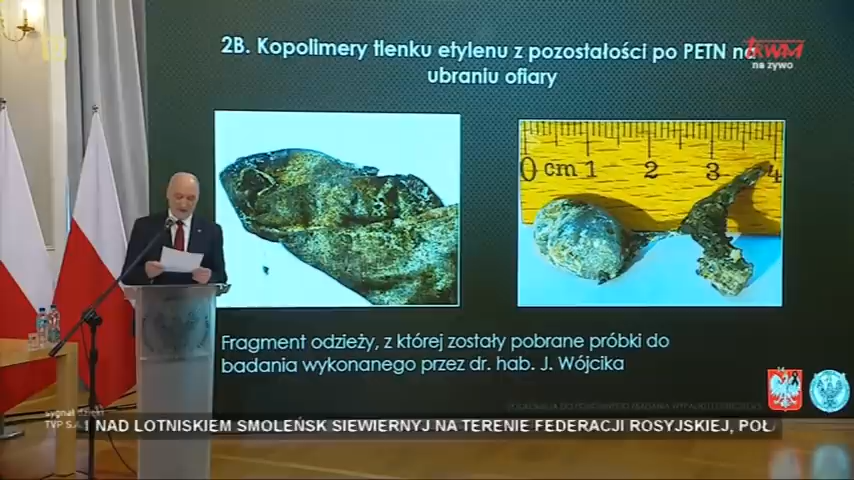 2B. Kopolimery tlenku etylenu z pozostałości po PETN na
ubraniu ofiary
TRWAM
na żywo
0 cm 1 2 3 4
Fragment odzieży, z której zostały pobrane próbki do
badania wykonanego przez dr. hab. J. Wójcika
sygnał dzięki
TVP S.A.
NAD LOTNISKIEM SMOLEŃSK SIEWIERNYJ NA TERENIE FEDERACJI ROSYJSKIEJ, POŁ